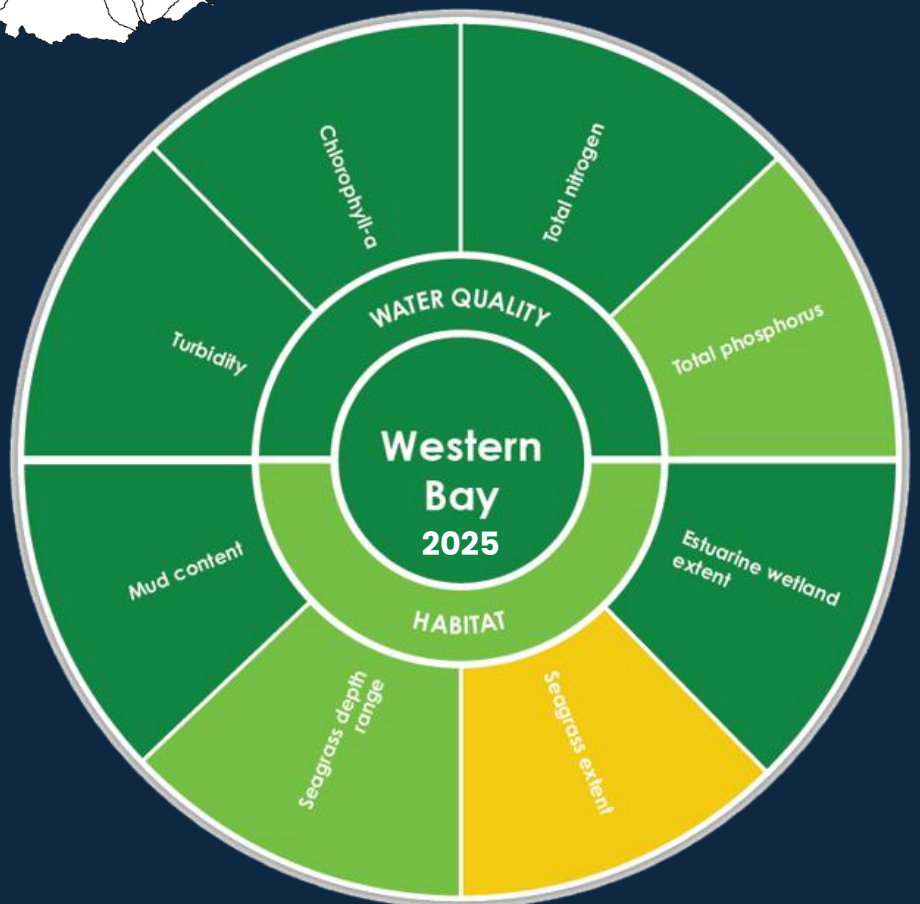 Chlorophyll-a
Total nitrogen
Turbidity
Total phosphorus
WATER QUALITY
Western
Bay
2025
Mud content
Estuarine wetland
extent
HABITAT
Seagrass depth
range
Seagrass extent